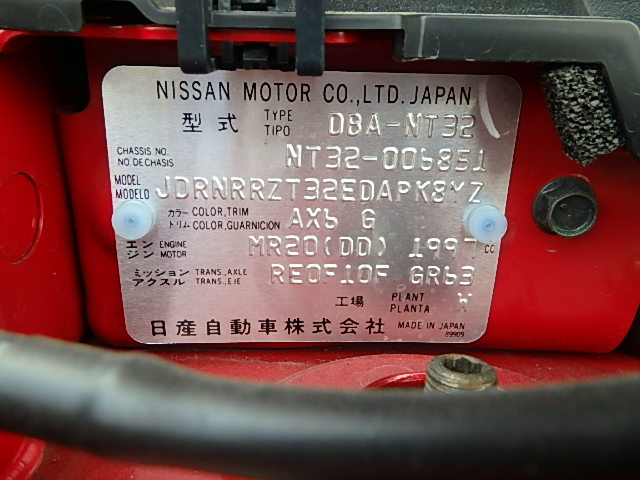 NISSAN MOTOR CO.,LTD. JAPAN
型式 TYPE TIPO DBA-NT32
CHASSIS NO. NO.DE CHASIS NT32-006851
MODEL MODELO JDRNRRZT32EDAPK8YZ
カラー COLOR,TRIM
トリム COLOR,GUARNICION AX6 G
エンジン ENGINE MOTOR MR20(DD) 1997 CC
ミッション TRANS.,AXLE
アクスル TRANS.,EJE RE0F10F GR63
工場 PLANT PLANTA W
日産自動車株式会社 MADE IN JAPAN
89909